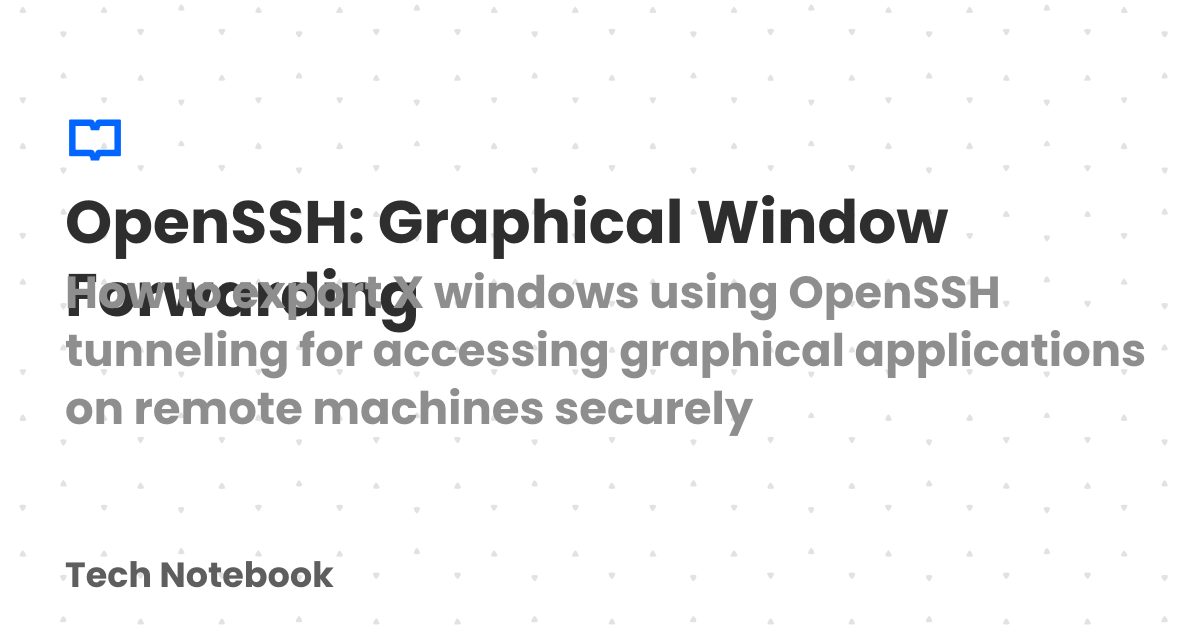 OpenSSH: Graphical Window
Forwarding
How to export X windows using OpenSSH
tunneling for accessing graphical applications
on remote machines securely
Tech Notebook